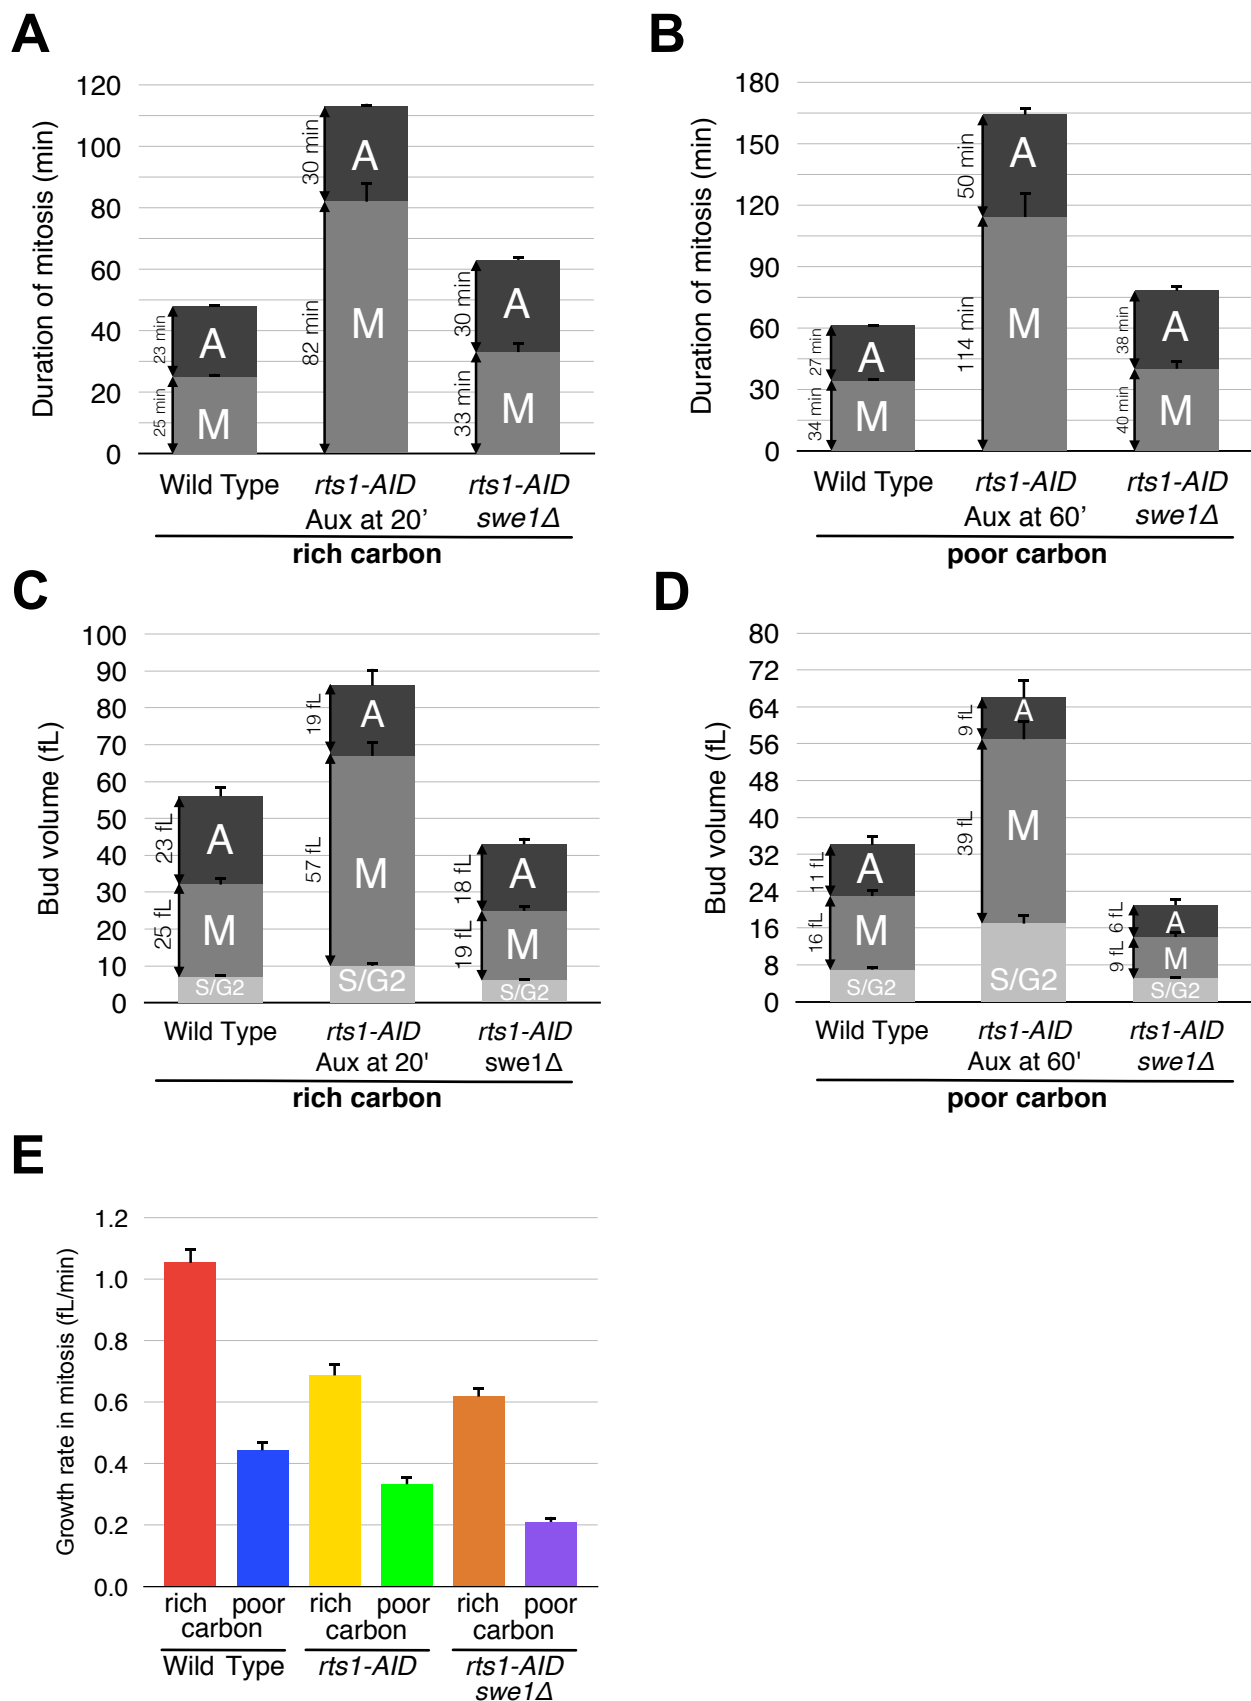 A
Duration of mitosis (min)
120
100
80
60
40
20
0
23 min
25 min
A
M
30 min
82 min
A
M
30 min
33 min
A
M
Wild Type
rts1-AID
Aux at 20'
rts1-AID
swe1Δ
rich carbon
B
Duration of mitosis (min)
180
150
120
90
60
30
0
27 min
34 min
A
M
50 min
114 min
A
M
38 min
40 min
A
M
Wild Type
rts1-AID
Aux at 60'
rts1-AID
swe1Δ
poor carbon
C
Bud volume (fL)
100
90
80
70
60
50
40
30
20
10
0
23 fL
25 fL
A
M
S/G2
19 fL
57 fL
A
M
S/G2
18 fL
19 fL
A
M
S/G2
Wild Type
rts1-AID
Aux at 20'
rts1-AID
swe1Δ
rich carbon
D
Bud volume (fL)
80
72
64
56
48
40
32
24
16
8
0
11 fL
16 fL
A
M
S/G2
9 fL
39 fL
A
M
S/G2
6 fL
9 fL
A
M
S/G2
Wild Type
rts1-AID
Aux at 60'
rts1-AID
swe1Δ
poor carbon
E
Growth rate in mitosis (fL/min)
1.2
1.0
0.8
0.6
0.4
0.2
0.0
rich poor
carbon
Wild Type
rich poor
carbon
rts1-AID
rich poor
carbon
rts1-AID
swe1Δ